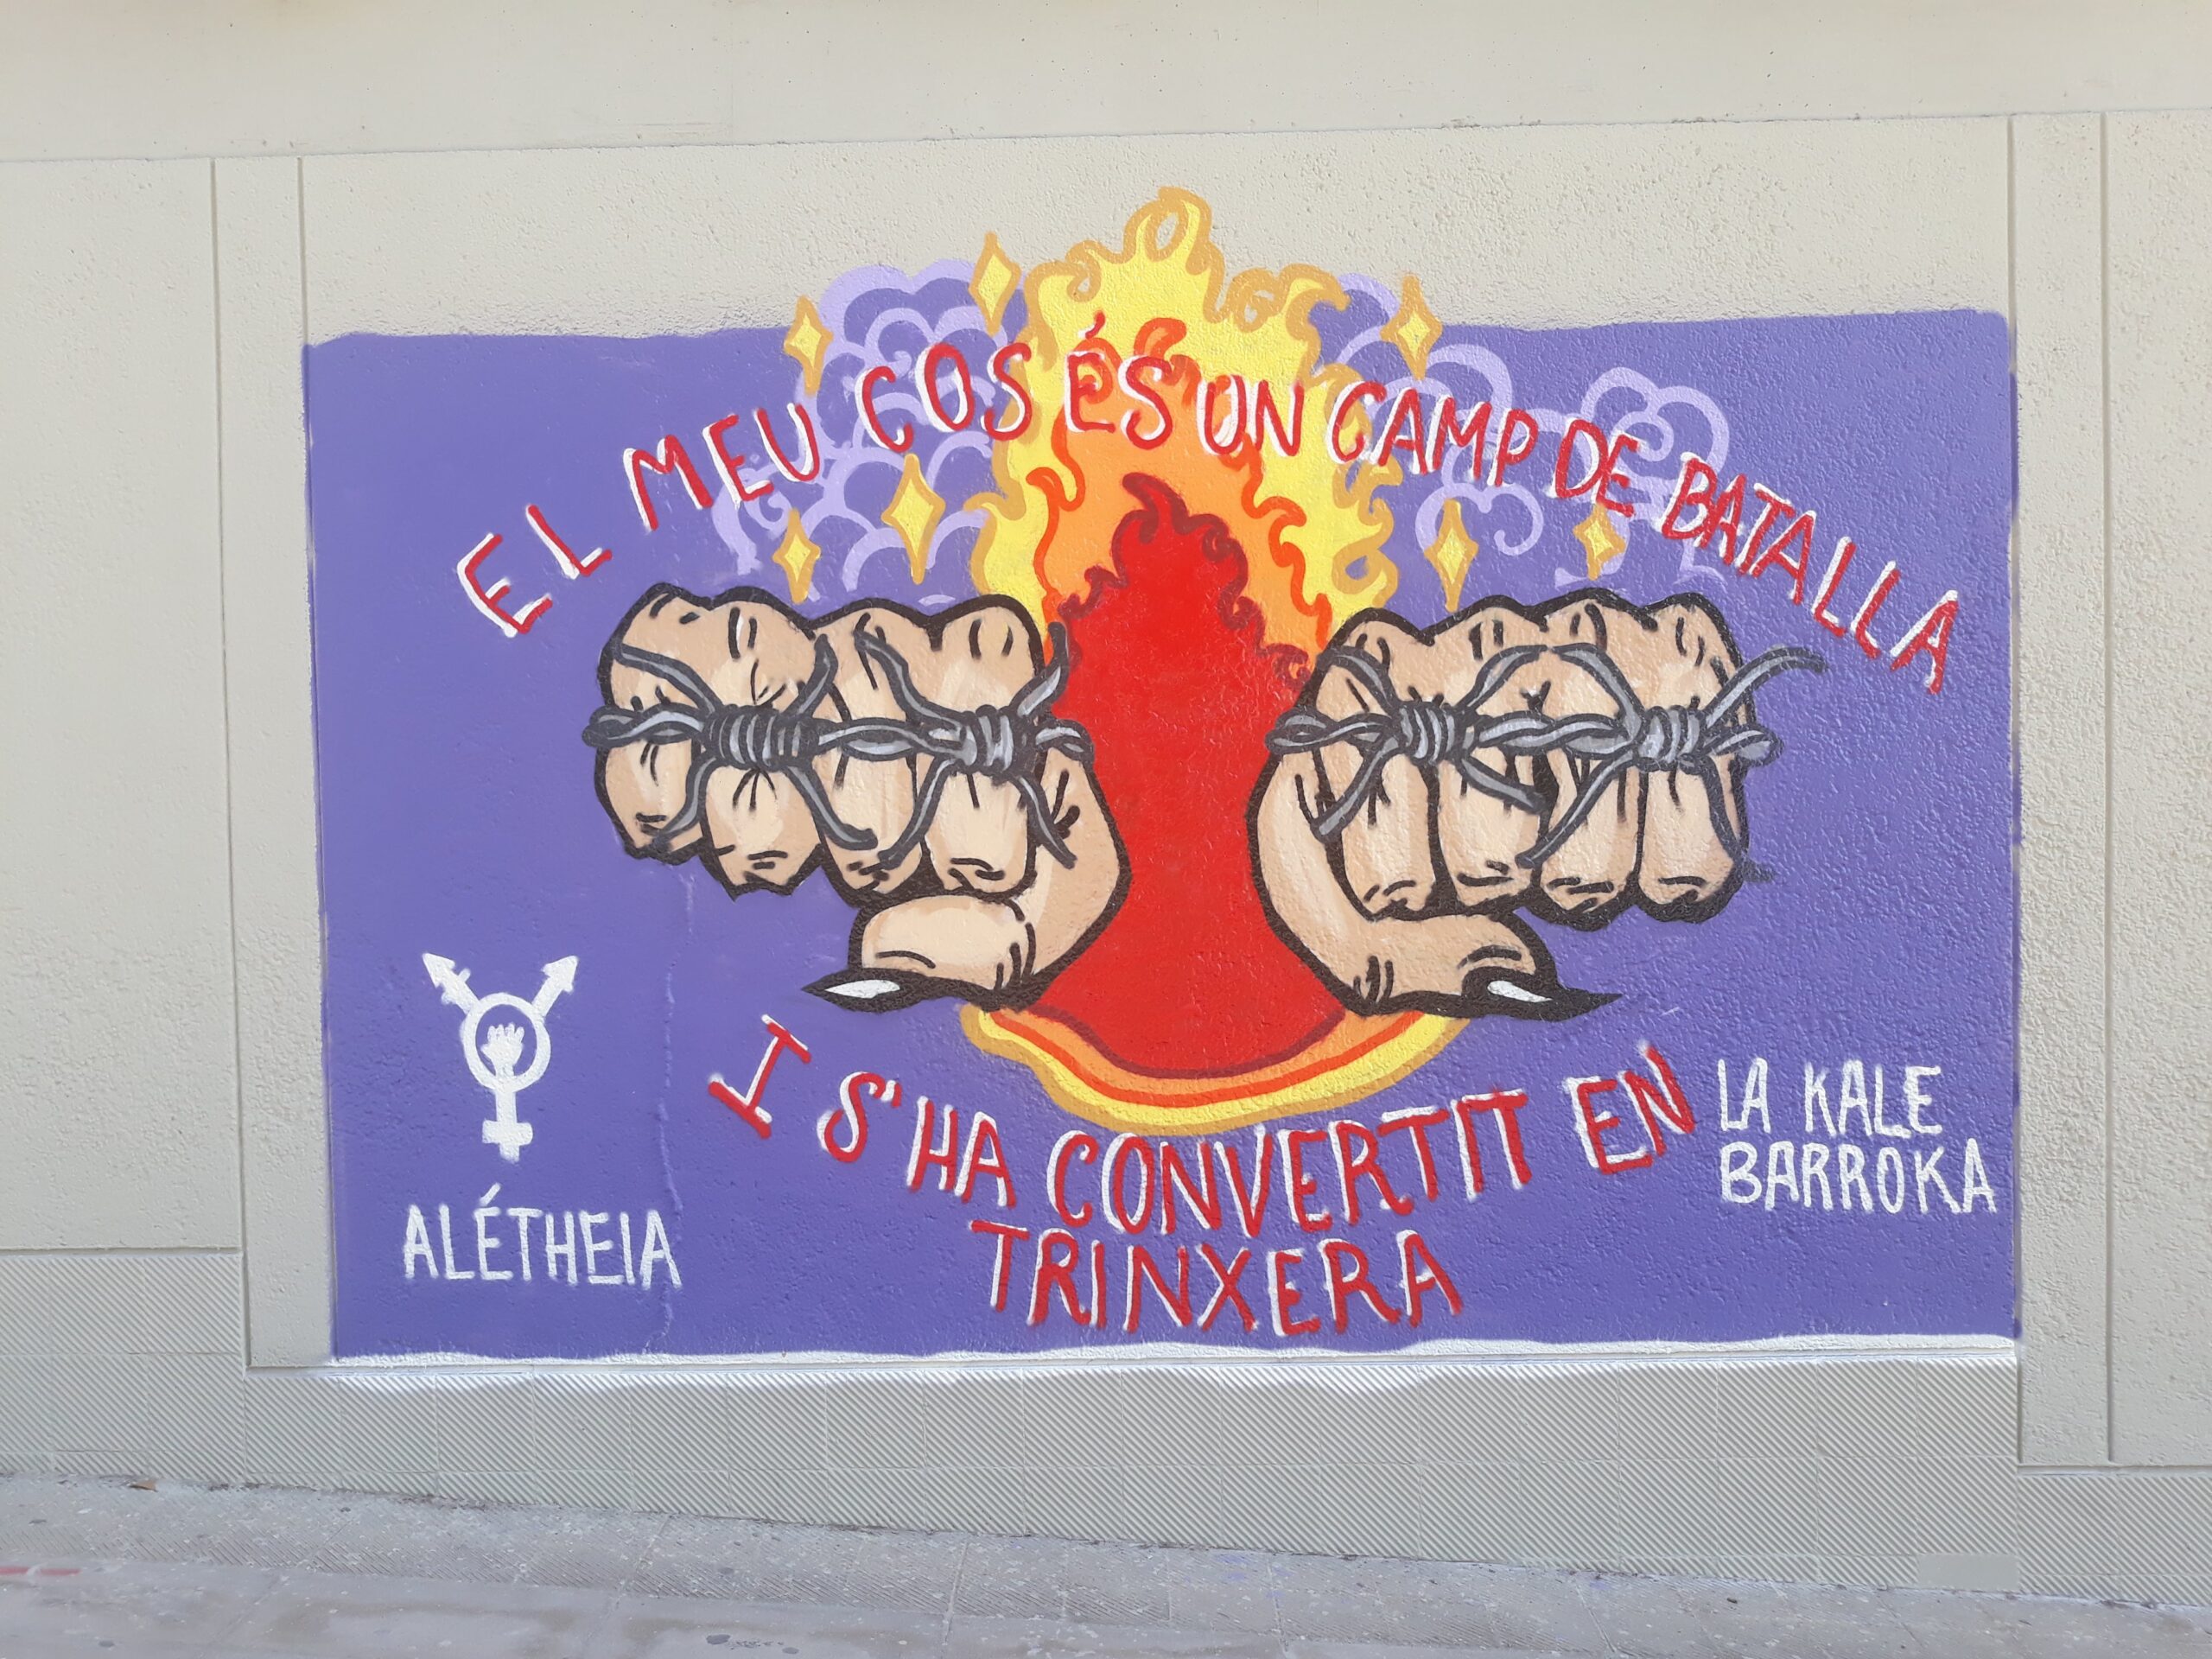 EL MEU COS ÉS UN CAMP DE BATALLA
I S'HA CONVERTIT EN
TRINXERA
ALÉTHEIA
LA KALE
BARROKA